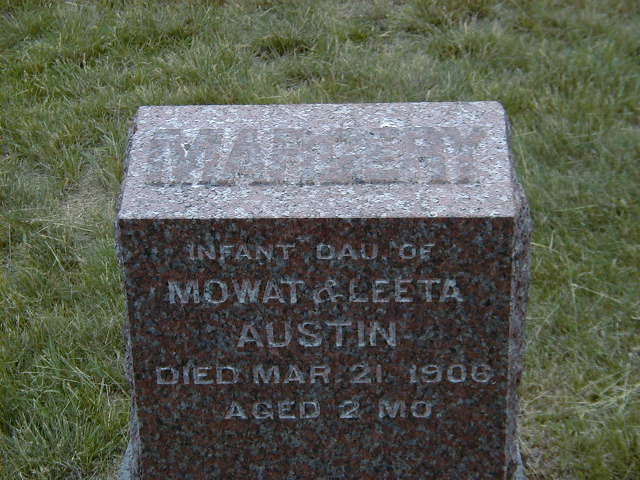 MARGERY
INFANT DAU. OF
MOWAT & LEETA
AUSTIN
DIED MAR. 21. 1906
AGED 2 MO.